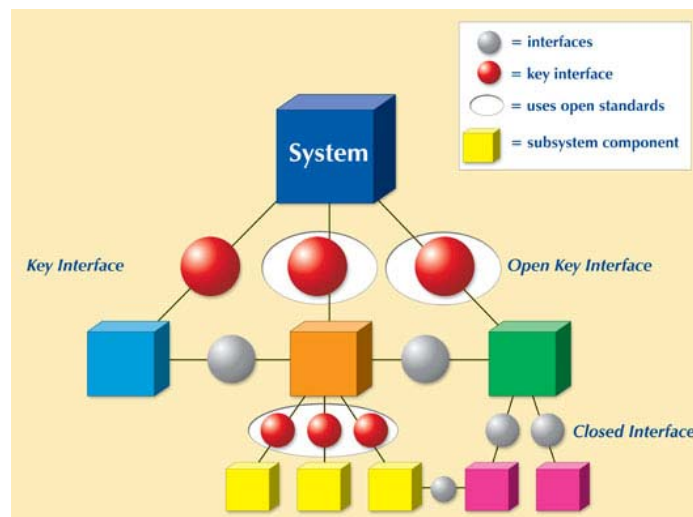 = interfaces
= key interface
= uses open standards
= subsystem component
System
Key Interface
Open Key Interface
Closed Interface